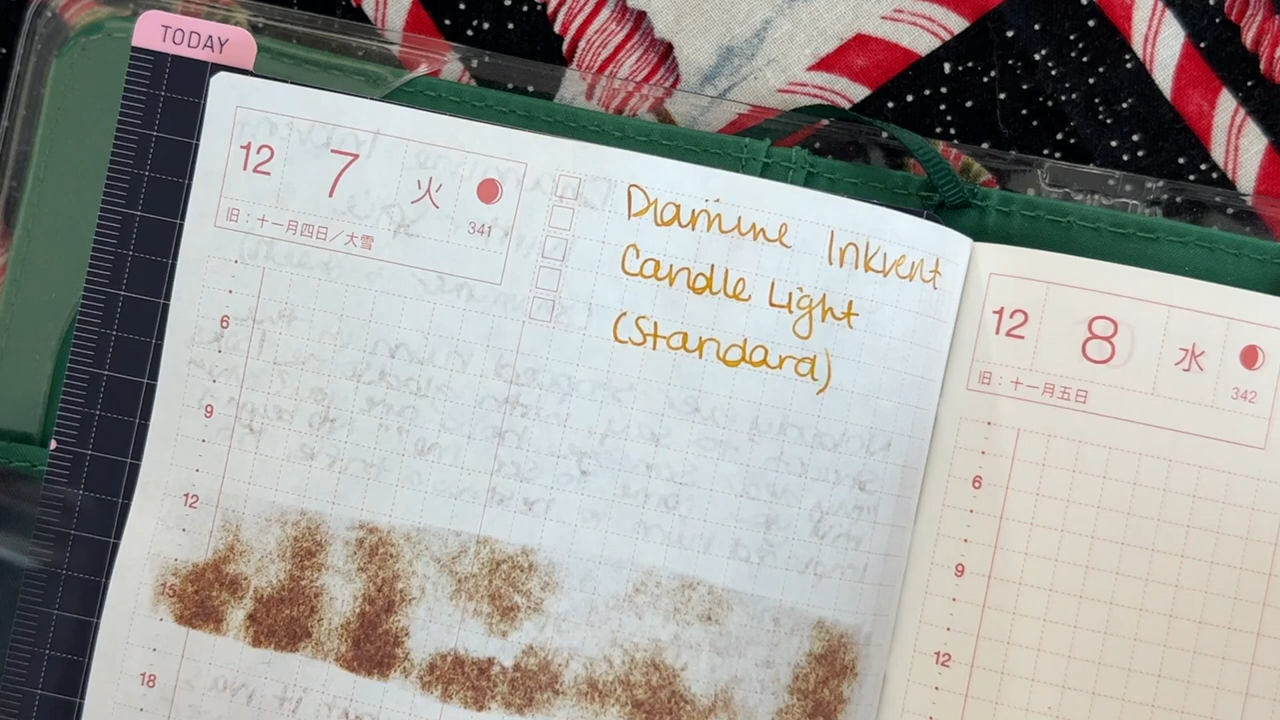 TODAY
12 7 火
341
旧：十一月四日／大雪
Diamine Inkvent
Candle Light
(Standard)
6
9
12
15
18
12 8 水
342
旧：十一月五日
6
9
12